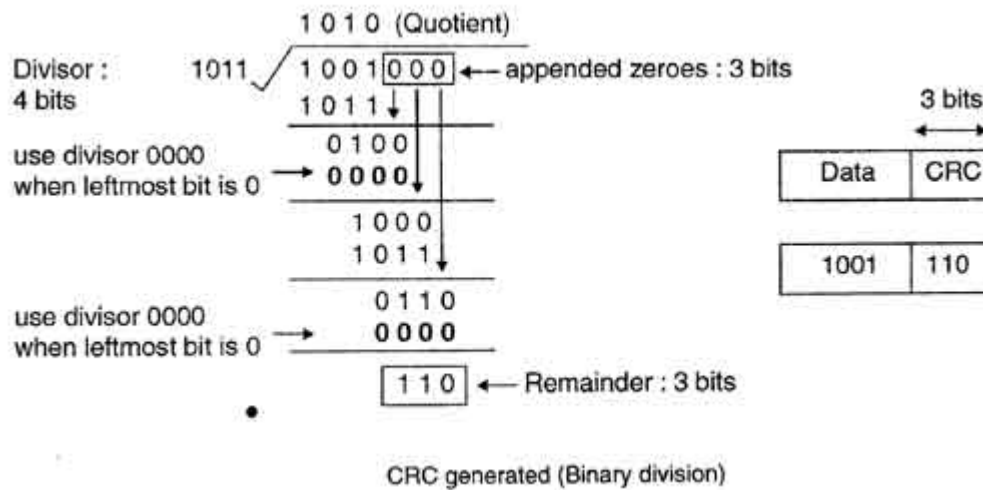 1 0 1 0 (Quotient)
Divisor : 1011 1 0 0 1 0 0 0 appended zeroes : 3 bits
4 bits 1 0 1 1
3 bits
0 1 0 0
use divisor 0000
when leftmost bit is 0 0 0 0 0
Data CRC
1 0 0 0
1 0 1 1
1001 110
0 1 1 0
use divisor 0000
when leftmost bit is 0 0 0 0 0
1 1 0 Remainder : 3 bits
CRC generated (Binary division)